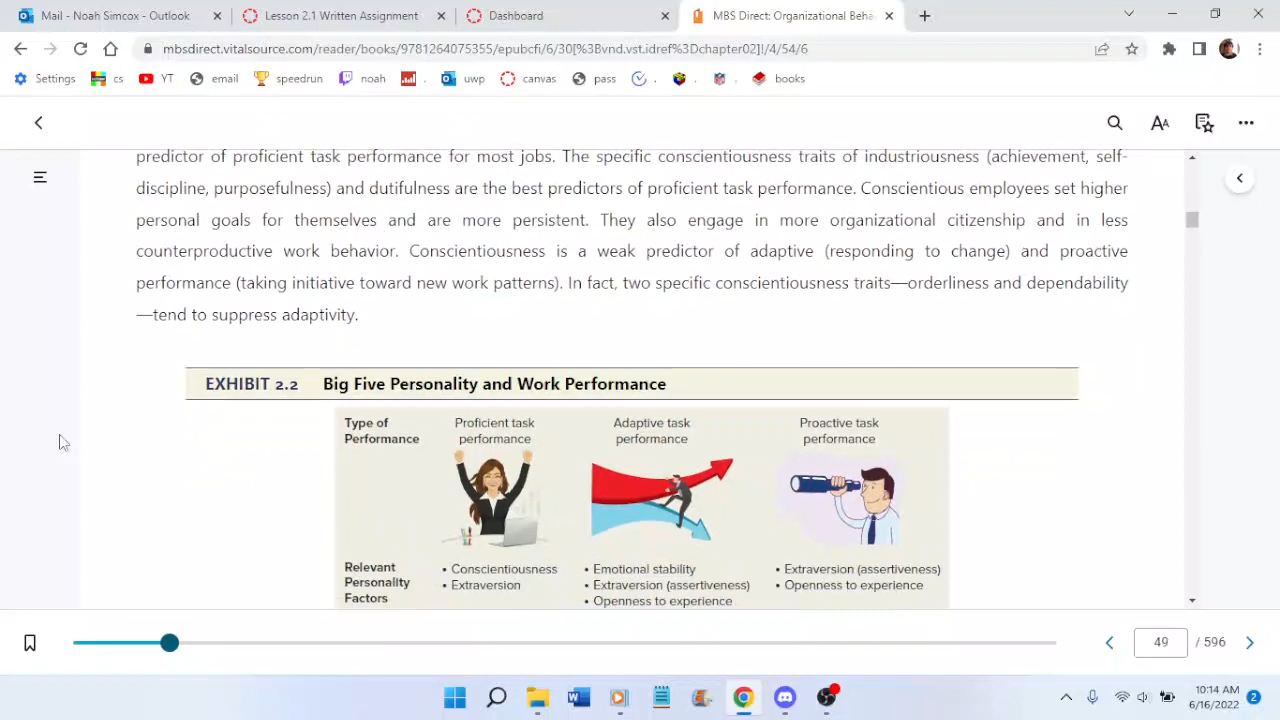 Mail - Noah Simcox - Outlook
Lesson 2.1 Written Assignment
Dashboard
MBS Direct: Organizational Beha
mbsdirect.vitalsource.com/reader/books/9781264075355/epubcfi/6/30[%3Bvnd.vst.idref%3Dchapter02]!/4/54/6
Settings cs YT email speedrun noah . uwp canvas pass . . . books
predictor of proficient task performance for most jobs. The specific conscientiousness traits of industriousness (achievement, self-
discipline, purposefulness) and dutifulness are the best predictors of proficient task performance. Conscientious employees set higher
personal goals for themselves and are more persistent. They also engage in more organizational citizenship and in less
counterproductive work behavior. Conscientiousness is a weak predictor of adaptive (responding to change) and proactive
performance (taking initiative toward new work patterns). In fact, two specific conscientiousness traits—orderliness and dependability
—tend to suppress adaptivity.
EXHIBIT 2.2 Big Five Personality and Work Performance
Type of
Performance
Proficient task
performance
Adaptive task
performance
Proactive task
performance
Relevant
Personality
Factors
• Conscientiousness
• Extraversion
• Emotional stability
• Extraversion (assertiveness)
• Openness to experience
• Extraversion (assertiveness)
• Openness to experience
49 / 596
10:14 AM
6/16/2022
2